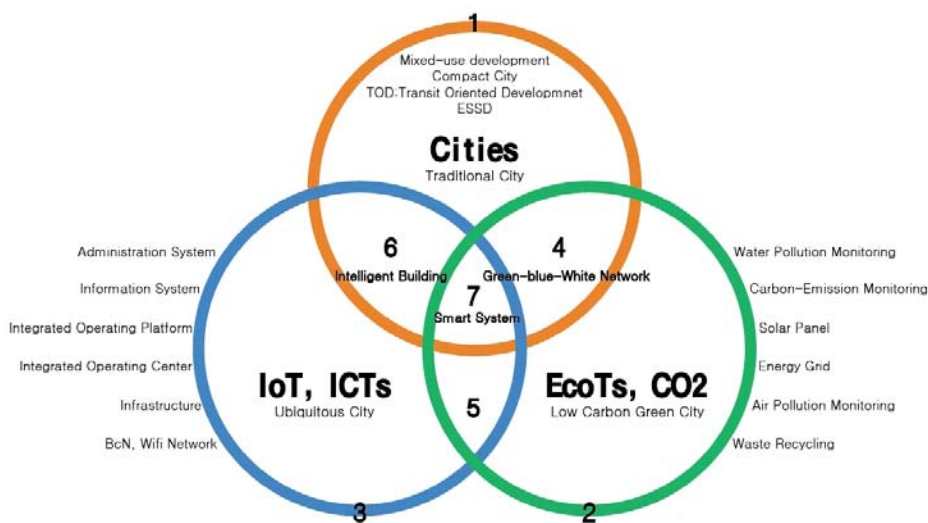 1
Mixed-use development
Compact City
TOD:Transit Oriented Developmnet
ESSD
Cities
Traditional City
6
Intelligent Building
4
Green-blue-White Network
7
Smart System
Administration System
Information System
Integrated Operating Platform
Integrated Operating Center
Infrastructure
BcN, Wifi Network
IoT, ICTs
Ubiquitous City
5
EcoTs, CO2
Low Carbon Green City
Water Pollution Monitoring
Carbon-Emission Monitoring
Solar Panel
Energy Grid
Air Pollution Monitoring
Waste Recycling
3
2